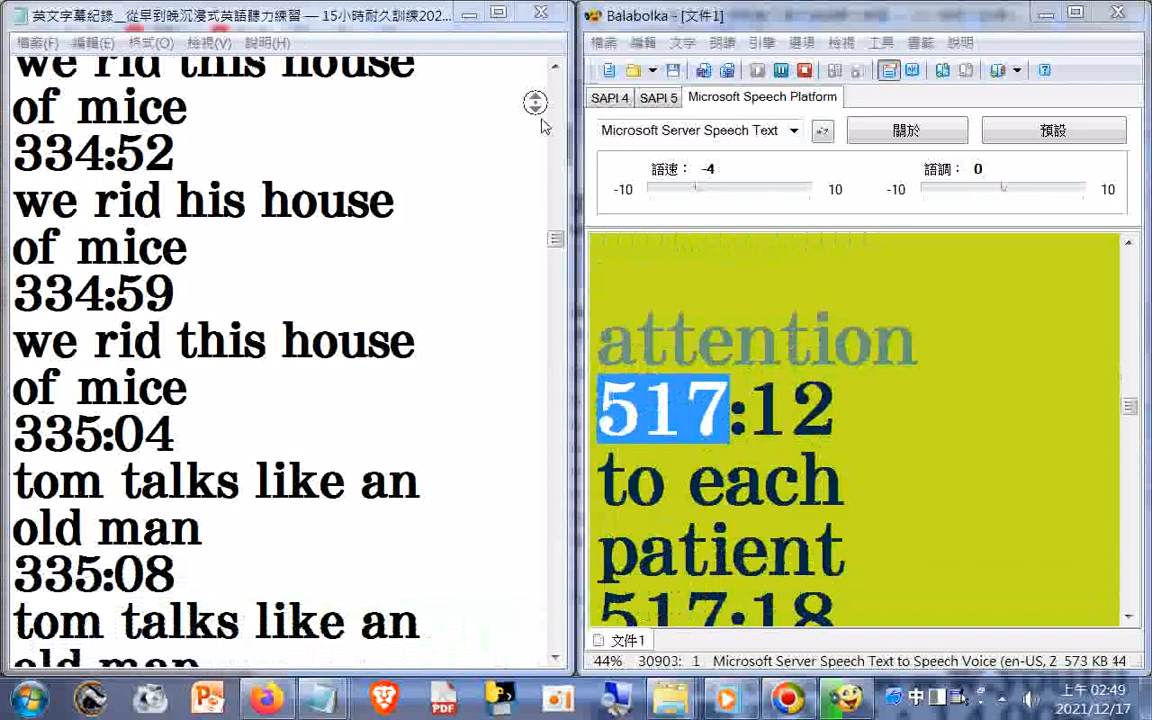 英文字幕紀錄__從早到晚沉浸式英語聽力練習 — 15小時耐久訓練202...
檔案(F) 編輯(E) 格式(O) 檢視(V) 說明(H)
we rid this house
of mice
334:52
we rid his house
of mice
334:59
we rid this house
of mice
335:04
tom talks like an
old man
335:08
tom talks like an
old man
Balabolka - [文件1]
檔案 編輯 文字 朗讀 引擎 選項 檢視 工具 書籤 說明
SAPI 4 SAPI 5 Microsoft Speech Platform
Microsoft Server Speech Text 關於 預設
語速： -4 語調： 0
-10 10 -10 10
attention
517:12
to each
patient
517:18
文件1
44% 30903: 1 Microsoft Server Speech Text to Speech Voice (en-US, 2 573 KB 44
PDF 中 上午 02:49
2021/12/17